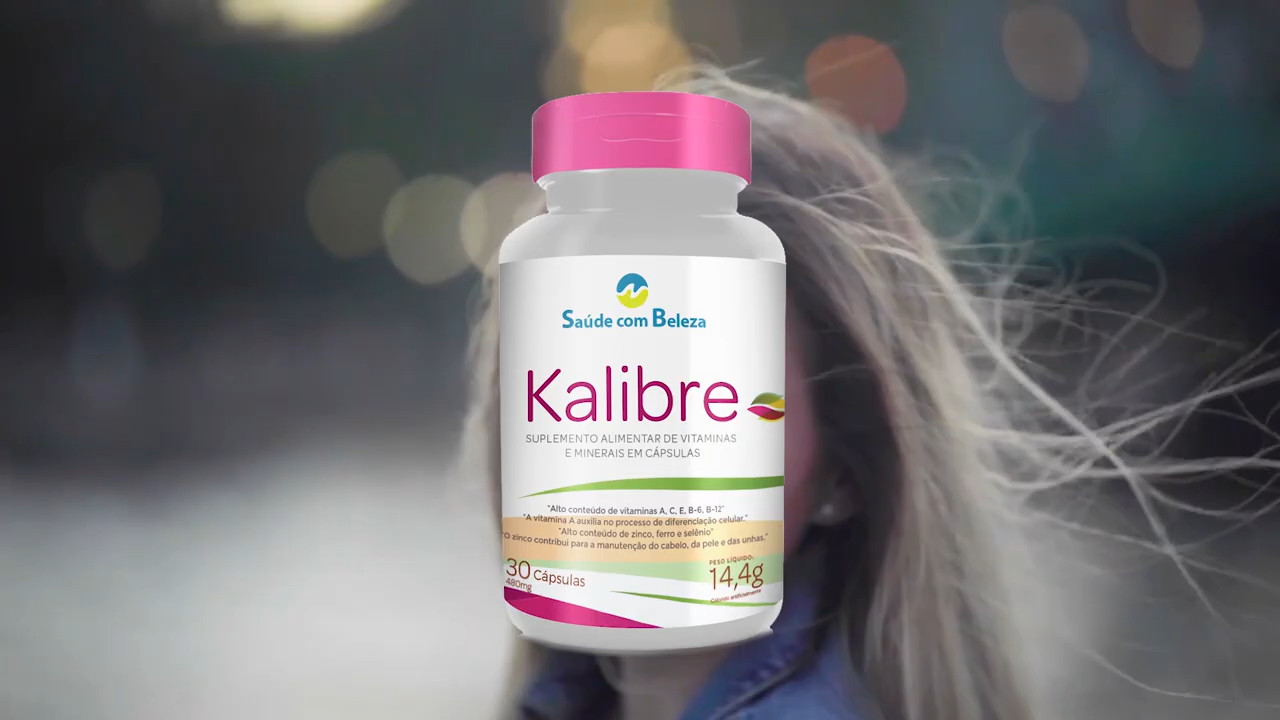 Saúde com Beleza
Kalibre
SUPLEMENTO ALIMENTAR DE VITAMINAS
E MINERAIS EM CÁPSULAS
"Alto conteúdo de vitaminas A, C, E, B-6, B-12"
"A vitamina A auxilia no processo de diferenciação celular."
"Alto conteúdo de zinco, ferro e selênio"
"O zinco contribui para a manutenção do cabelo, da pele e das unhas."
30 Cápsulas
480mg
PESO LÍQUIDO:
14,4g
Colorido artificialmente